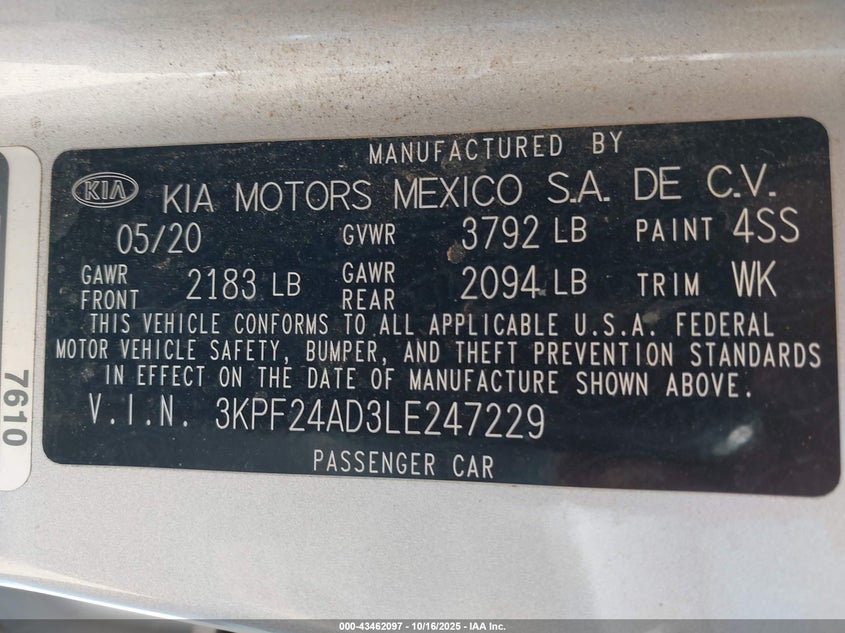 MANUFACTURED BY
KIA KIA MOTORS MEXICO S.A. DE C.V.
05/20 GVWR 3792 LB PAINT 4SS
GAWR FRONT 2183 LB GAWR REAR 2094 LB TRIM WK
THIS VEHICLE CONFORMS TO ALL APPLICABLE U.S.A. FEDERAL
MOTOR VEHICLE SAFETY, BUMPER, AND THEFT PREVENTION STANDARDS
IN EFFECT ON THE DATE OF MANUFACTURE SHOWN ABOVE.
V.I.N. 3KPF24AD3LE247229
PASSENGER CAR
7610
000-43462097 - 10/16/2025 - IAA Inc.